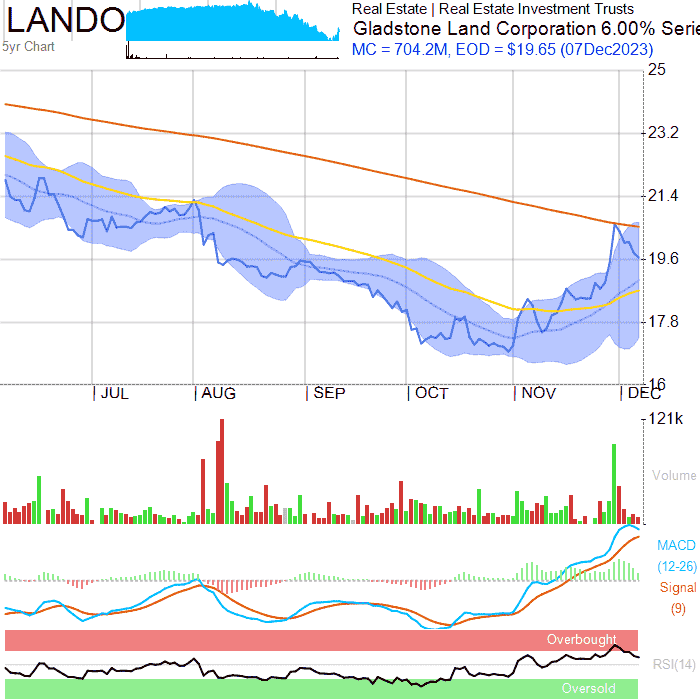 LANDO
5yr Chart
Real Estate | Real Estate Investment Trusts
Gladstone Land Corporation 6.00% Serie
MC = 704.2M, EOD = $19.65 (07Dec2023)
25
23.2
21.4
19.6
17.8
16
JUL AUG SEP OCT NOV DEC
121k
Volume
MACD
(12-26)
Signal
(9)
Overbought
RSI(14)
Oversold